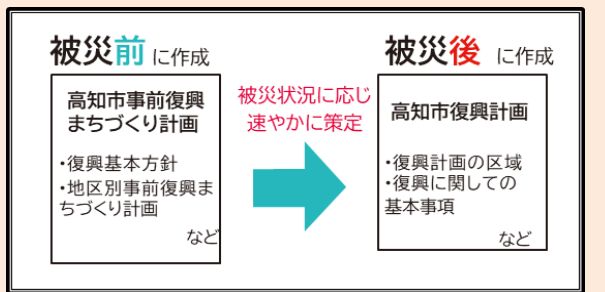 被災前 に作成
高知市事前復興
まちづくり計画
・復興基本方針
・地区別事前復興ま
ちづくり計画
など
被災状況に応じ
速やかに策定
被災後 に作成
高知市復興計画
・復興計画の区域
・復興に関しての
基本事項
など